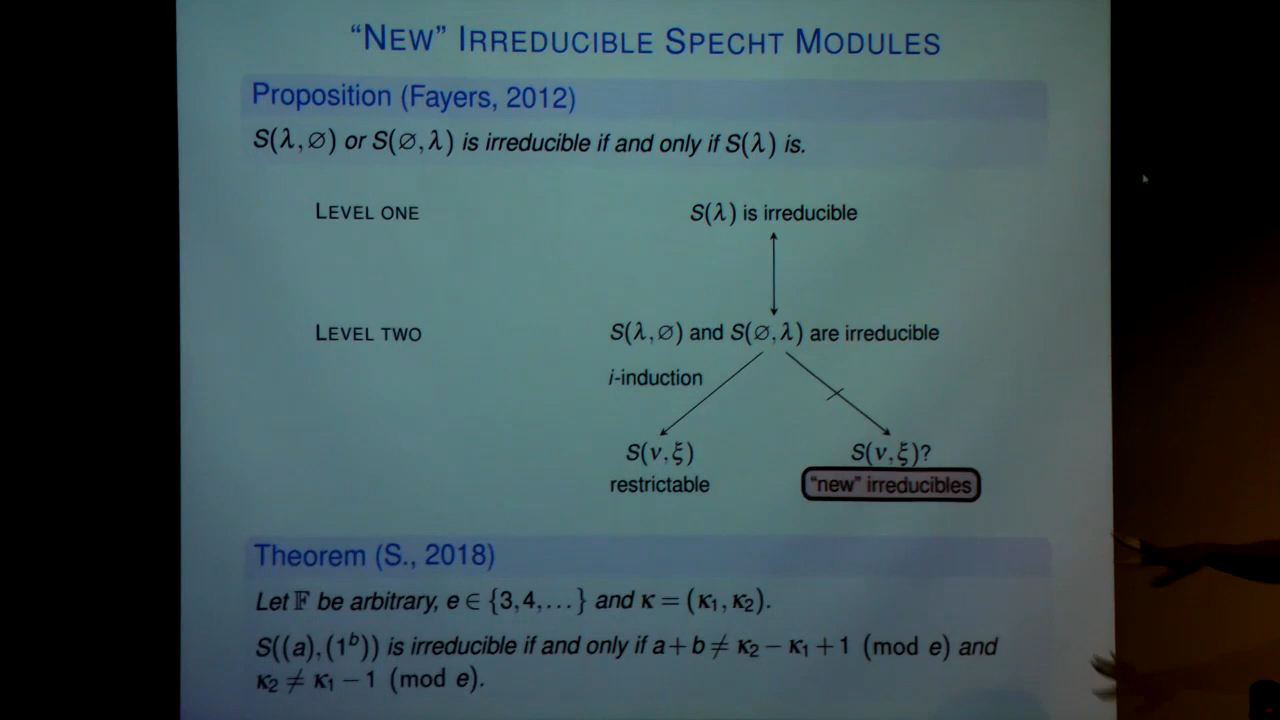 “NEW” IRREDUCIBLE SPECHT MODULES
Proposition (Fayers, 2012)
S(λ,∅) or S(∅,λ) is irreducible if and only if S(λ) is.
LEVEL ONE
S(λ) is irreducible
LEVEL TWO
S(λ,∅) and S(∅,λ) are irreducible
i-induction
S(ν,ξ)
S(ν,ξ)?
restrictable
“new” irreducibles
Theorem (S., 2018)
Let 𝔽 be arbitrary, e ∈ {3,4,...} and κ = (κ₁,κ₂).
S((a),(1ᵇ)) is irreducible if and only if a+b ≠ κ₂ − κ₁ + 1 (mod e) and
κ₂ ≠ κ₁ − 1 (mod e).